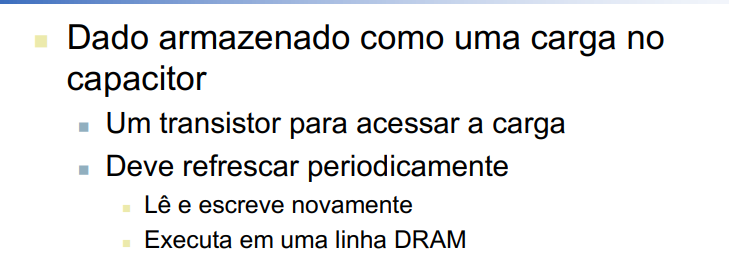 Dado armazenado como uma carga no
capacitor
Um transistor para acessar a carga
Deve refrescar periodicamente
Lê e escreve novamente
Executa em uma linha DRAM